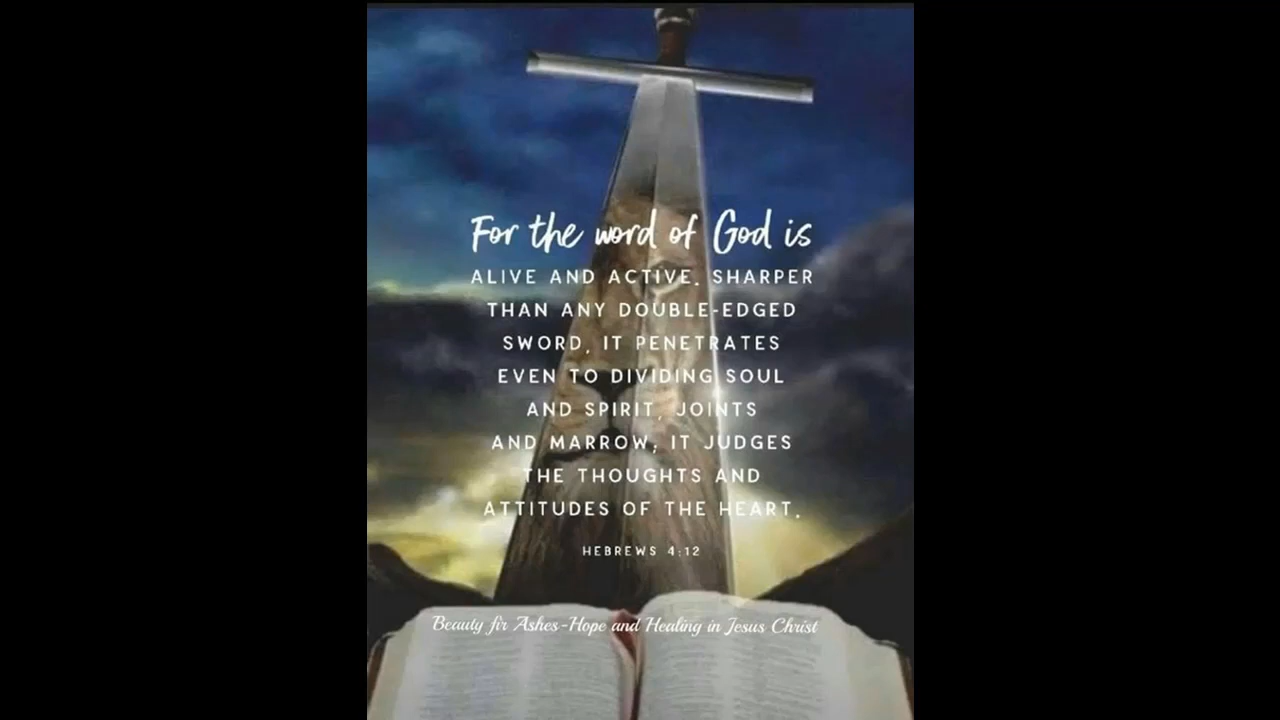 For the word of God is
ALIVE AND ACTIVE. SHARPER
THAN ANY DOUBLE-EDGED
SWORD, IT PENETRATES
EVEN TO DIVIDING SOUL
AND SPIRIT, JOINTS
AND MARROW; IT JUDGES
THE THOUGHTS AND
ATTITUDES OF THE HEART.
HEBREWS 4:12
Beauty fir Ashes-Hope and Healing in Jesus Christ